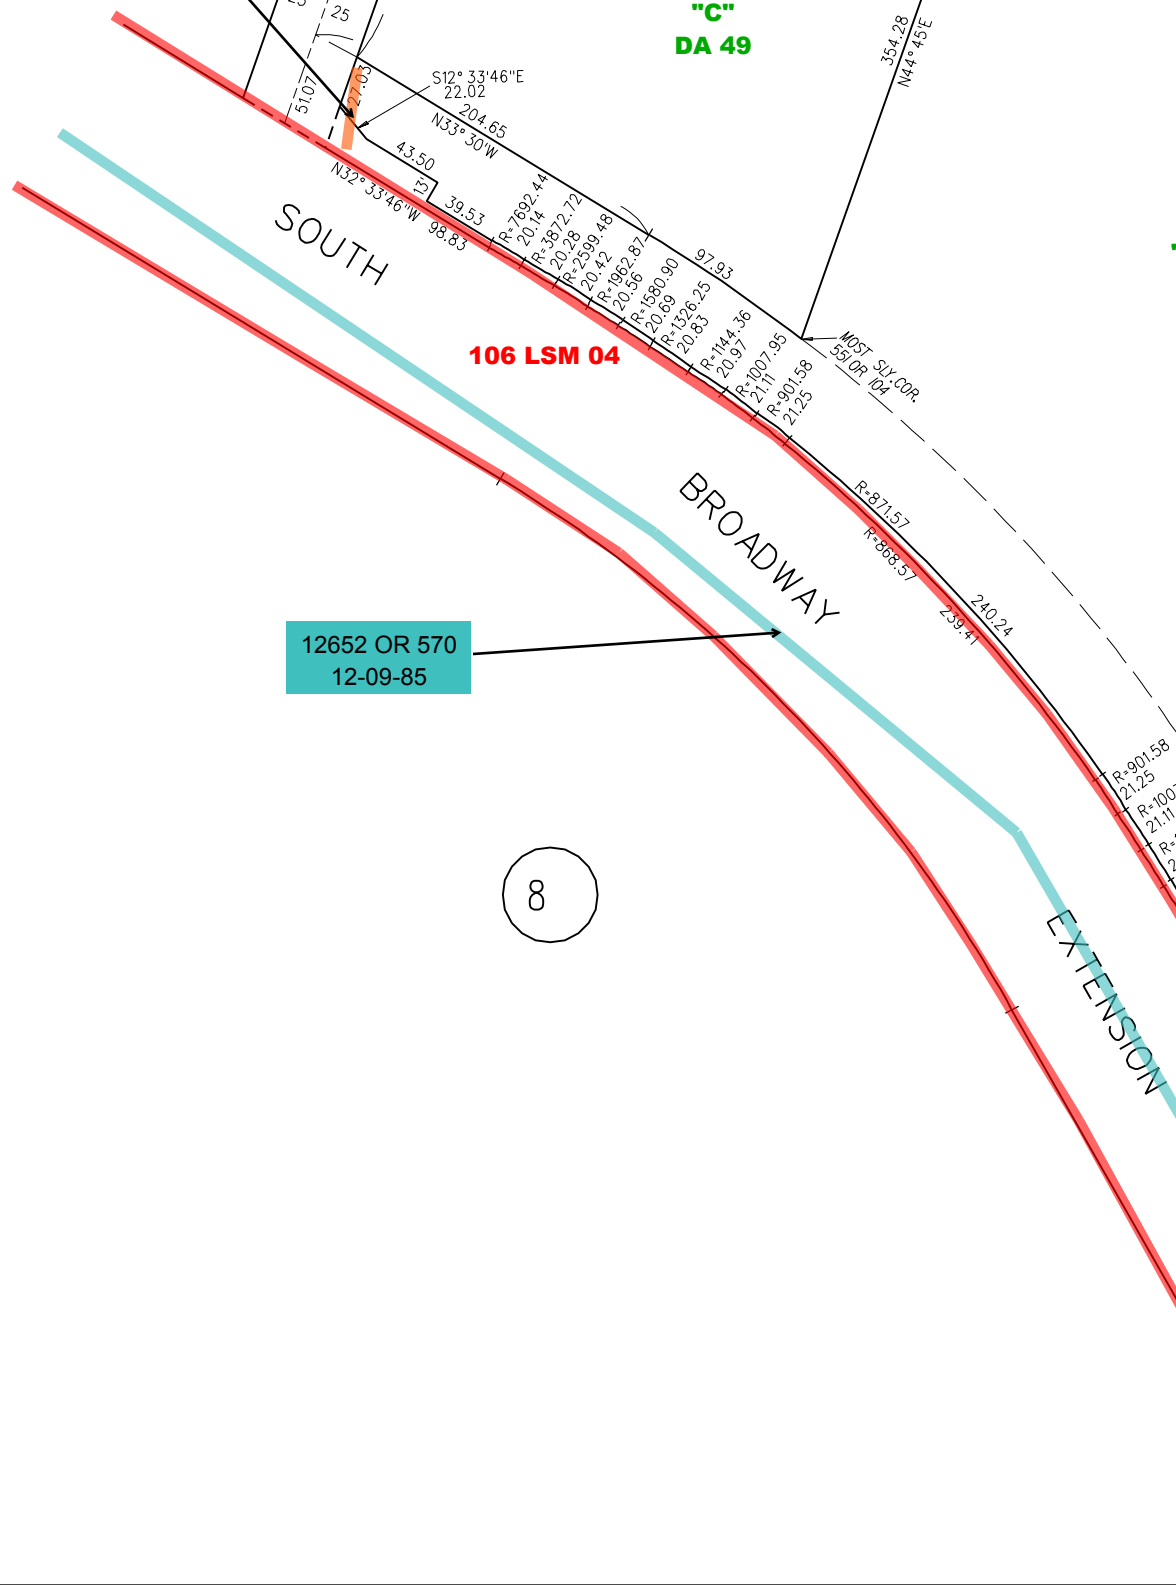 "C"
DA 49
25
25
354.28
N44°45'E
51.07
27.03
S12° 33'46"E
22.02
204.65
N33°30'W
43.50
13'
39.53
N32°33'46"W
98.83
SOUTH
R=7692.44
20.14
R=3872.72
20.28
R=2599.48
20.42
R=1962.87
20.56
R=1580.90
20.69
R=1326.25
20.83
R=1144.36
20.97
R=1007.95
21.11
R=901.58
21.25
97.93
MOST SLY.COR.
551 OR 104
106 LSM 04
BROADWAY
R=871.57
R=868.57
240.24
239.41
12652 OR 570
12-09-85
R=901.58
21.25
21.11
8
EXTENSION